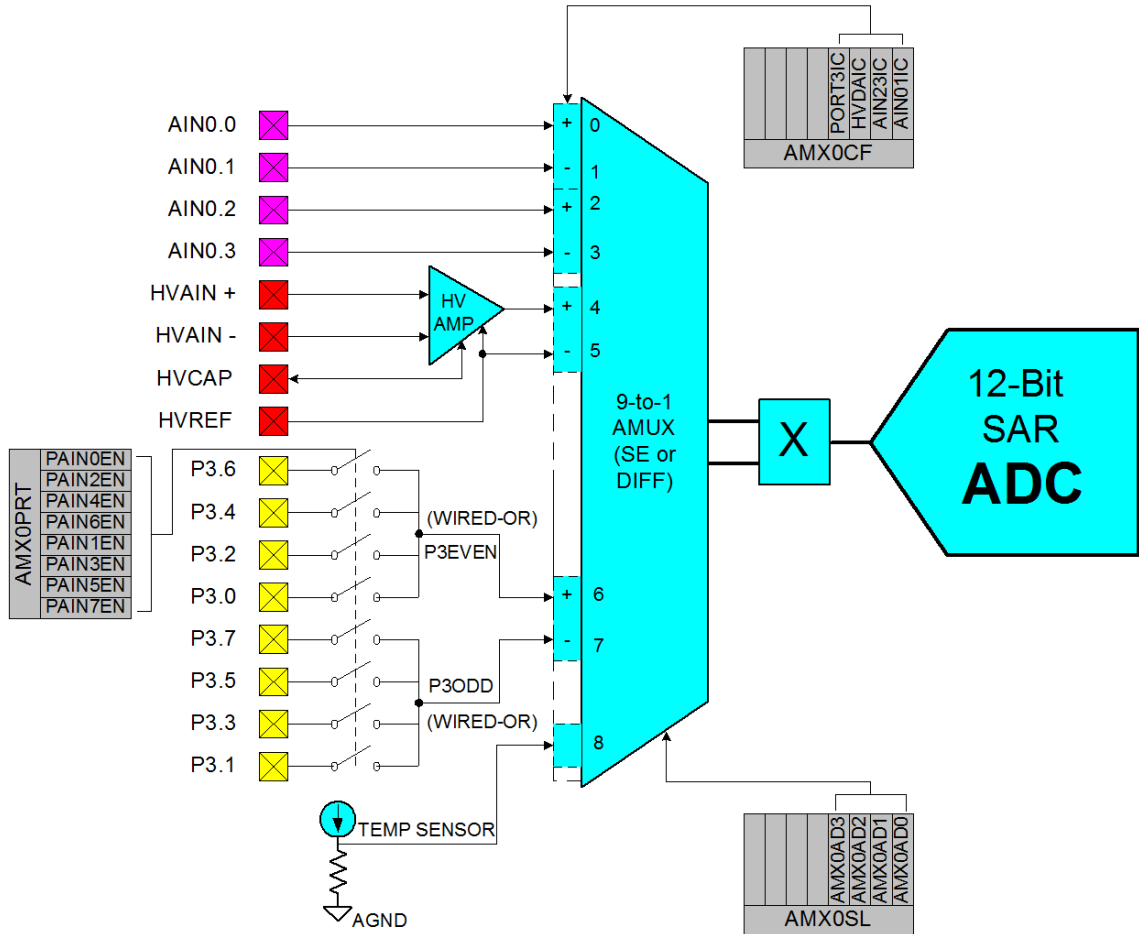 PORT3IC
HVDAIC
AIN23IC
AIN01IC
AMX0CF
AIN0.0
AIN0.1
AIN0.2
AIN0.3
HVAIN +
HVAIN -
HVCAP
HVREF
HV
AMP
+
0
-
1
+
2
-
3
+
4
-
5
9-to-1
AMUX
(SE or
DIFF)
X
12-Bit
SAR
ADC
AMX0PRT
PAIN0EN
PAIN2EN
PAIN4EN
PAIN6EN
PAIN1EN
PAIN3EN
PAIN5EN
PAIN7EN
P3.6
P3.4
P3.2
P3.0
P3.7
P3.5
P3.3
P3.1
(WIRED-OR)
P3EVEN
P3ODD
(WIRED-OR)
+
6
-
7
8
TEMP SENSOR
AGND
AMX0AD3
AMX0AD2
AMX0AD1
AMX0AD0
AMX0SL